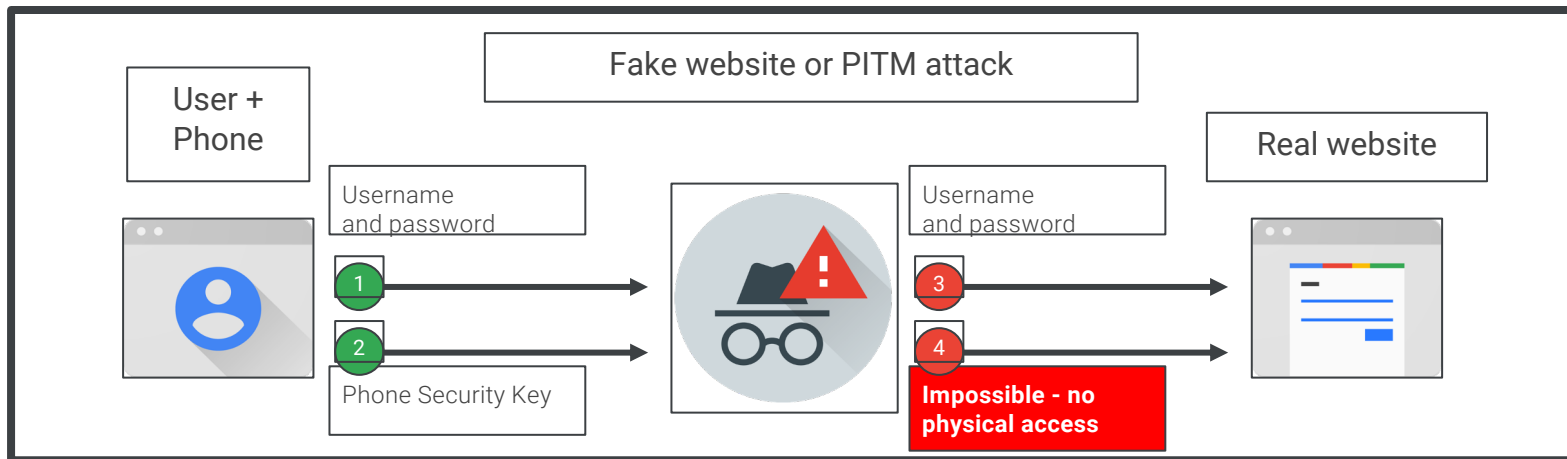 Fake website or PITM attack
User +
Phone
Real website
Username
and password
Username
and password
1
3
2
4
Phone Security Key
Impossible - no
physical access